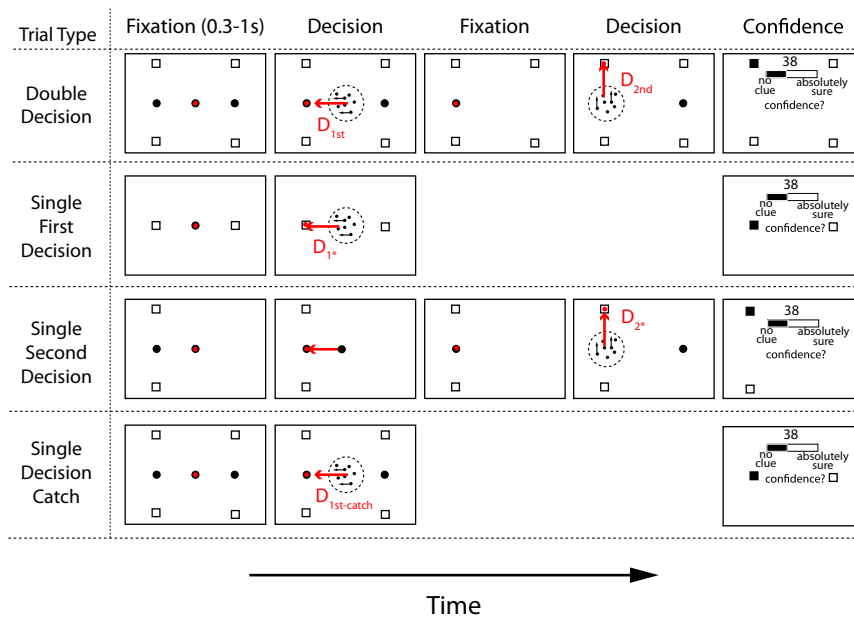 Trial Type
Fixation (0.3-1s)
Decision
Fixation
Decision
Confidence
Double
Decision
D1st
D2nd
38
no
clue
absolutely
sure
confidence?
Single
First
Decision
D1*
38
no
clue
absolutely
sure
confidence?
Single
Second
Decision
D2*
38
no
clue
absolutely
sure
confidence?
Single
Decision
Catch
D1st-catch
38
no
clue
absolutely
sure
confidence?
Time